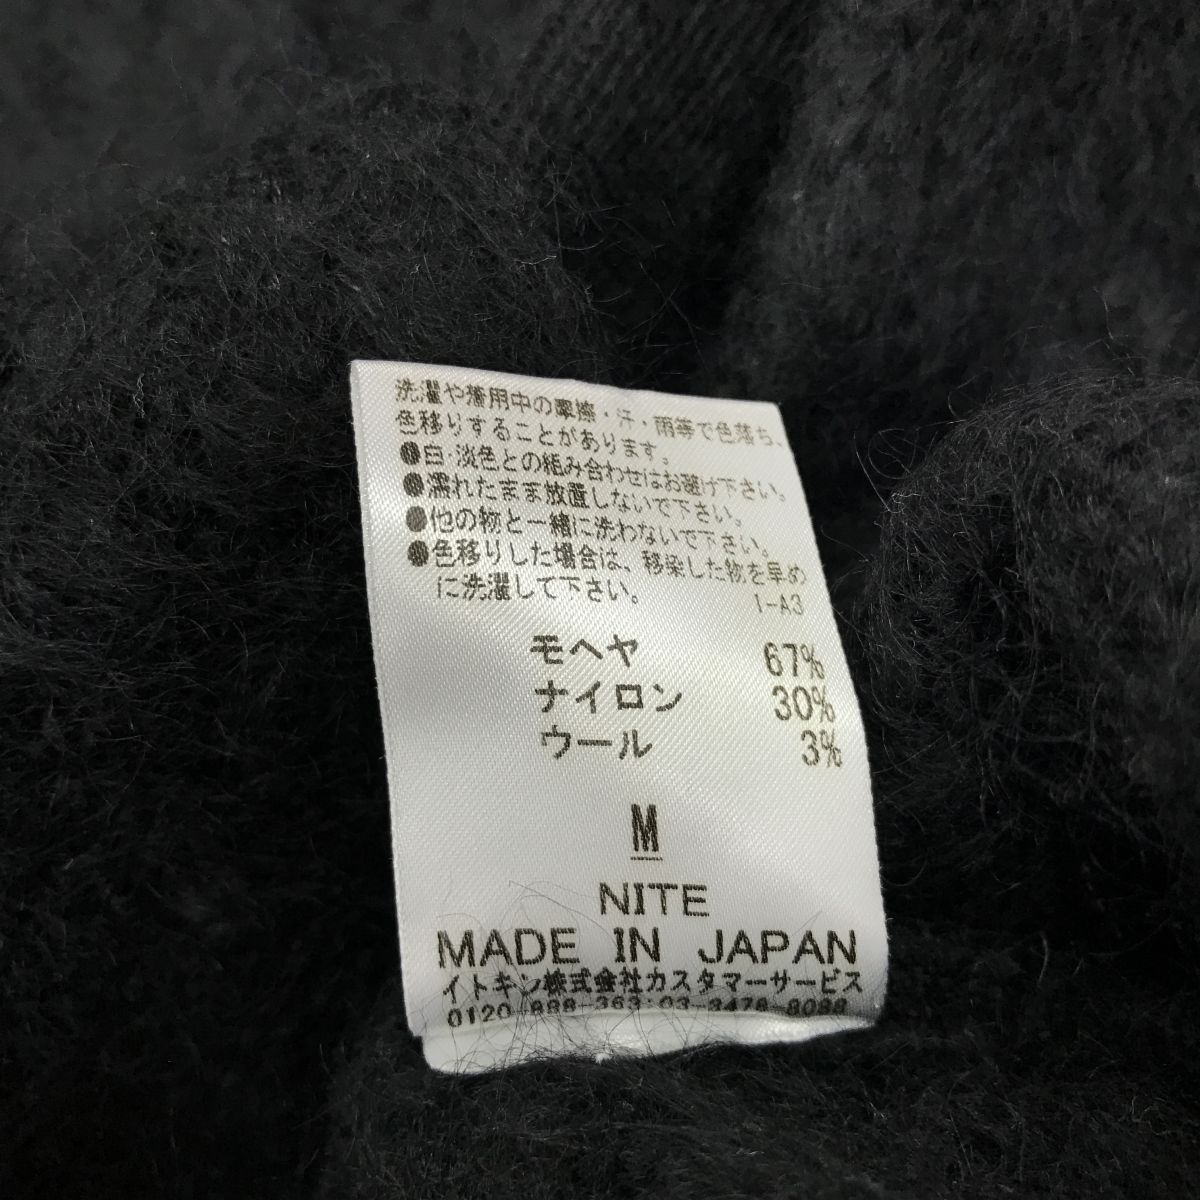 洗濯や着用中の摩擦・汗・雨等で色落ち、
色移りすることがあります。
●白・淡色との組み合わせはお避け下さい。
●濡れたまま放置しないで下さい。
●他の物と一緒に洗わないで下さい。
●色移りした場合は、移染した物を早め
に洗濯して下さい。 1-A3
モヘヤ 67%
ナイロン 30%
ウール 3%
M
NITE
MADE IN JAPAN
イトキン株式会社カスタマーサービス
0120-888-363:03-3478-8088